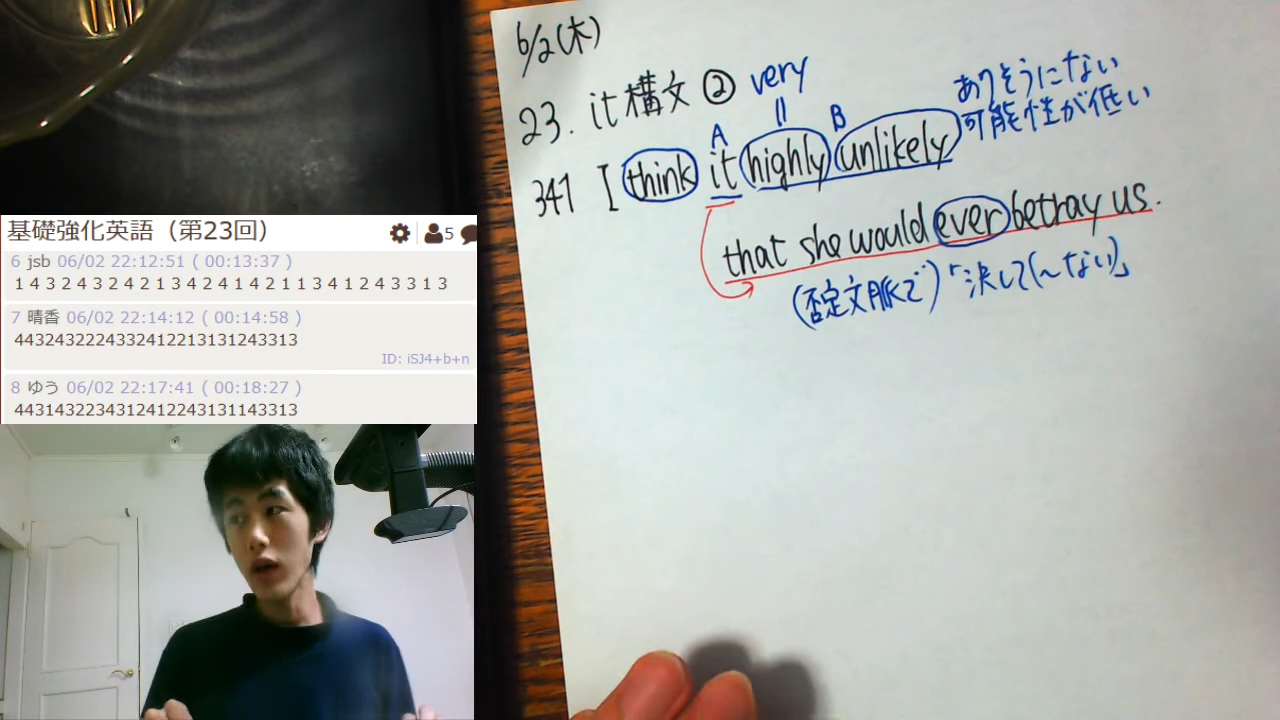 6/2(木)
23. it 構文 ②
very
=
A
B
ありそうにない
可能性が低い
347 I think it highly unlikely
that she would ever betray us.
(否定文脈で)「決して(~ない)」
基礎強化英語（第23回）
5
6 jsb 06/02 22:12:51 ( 00:13:37 )
1 4 3 2 4 3 2 4 2 1 3 4 2 4 1 4 2 1 1 3 4 1 2 4 3 3 1 3
7 晴香 06/02 22:14:12 ( 00:14:58 )
4432432224332412213131243313
ID: iSJ4+b+n
8 ゆう 06/02 22:17:41 ( 00:18:27 )
4431432234312412243131143313